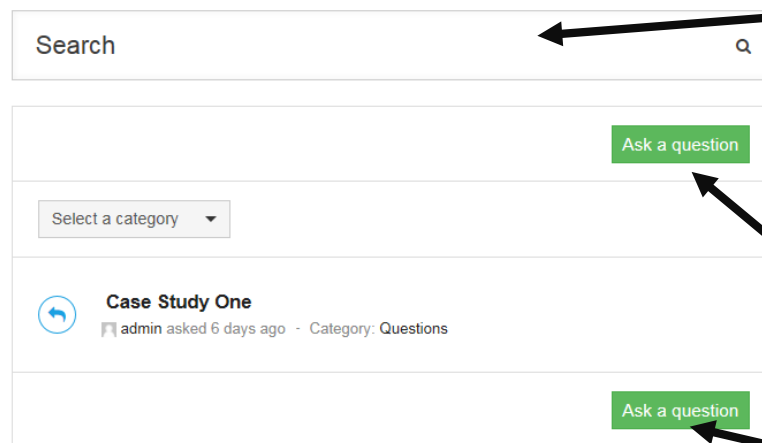 Search
Ask a question
Select a category
Case Study One
admin asked 6 days ago - Category: Questions
Ask a question